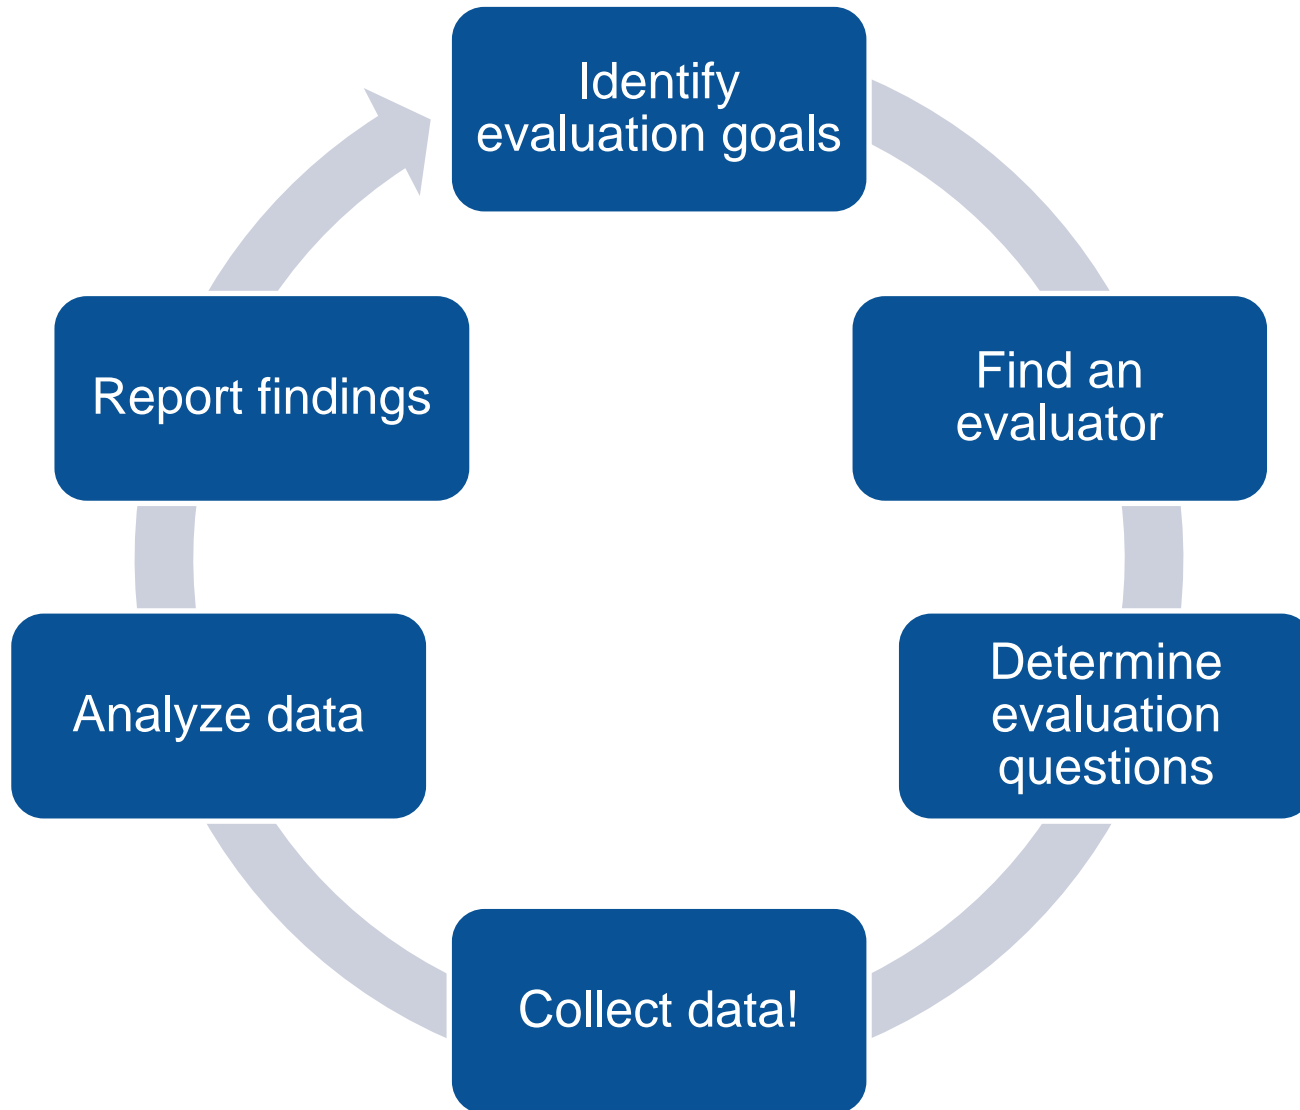 Identify
evaluation goals
Find an
evaluator
Determine
evaluation
questions
Collect data!
Analyze data
Report findings